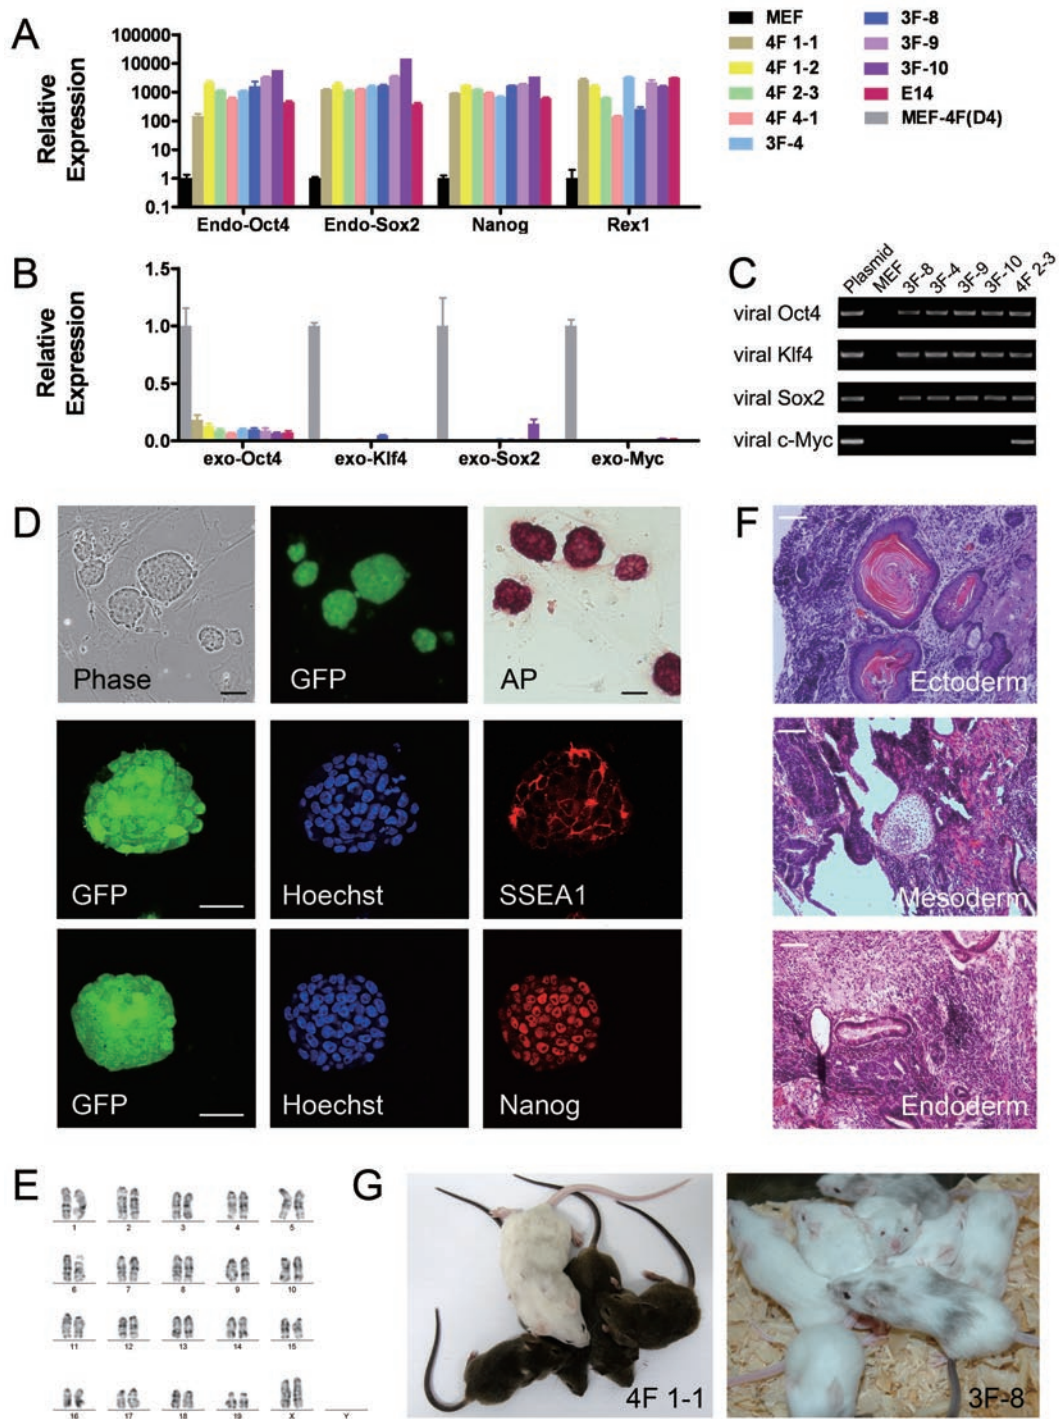 A
Relative
Expression
100000
10000
1000
100
10
1
0.1
Endo-Oct4
Endo-Sox2
Nanog
Rex1
MEF
4F 1-1
4F 1-2
4F 2-3
4F 4-1
3F-4
3F-8
3F-9
3F-10
E14
MEF-4F(D4)
B
Relative
Expression
1.5
1.0
0.5
0.0
exo-Oct4
exo-Klf4
exo-Sox2
exo-Myc
C
Plasmid
MEF
3F-8
3F-4
3F-9
3F-10
4F 2-3
viral Oct4
viral Klf4
viral Sox2
viral c-Myc
D
Phase
GFP
AP
GFP
Hoechst
SSEA1
GFP
Hoechst
Nanog
F
Ectoderm
Mesoderm
Endoderm
E
1 2 3 4 5
6 7 8 9 10
11 12 13 14 15
16 17 18 19 X Y
G
4F 1-1
3F-8